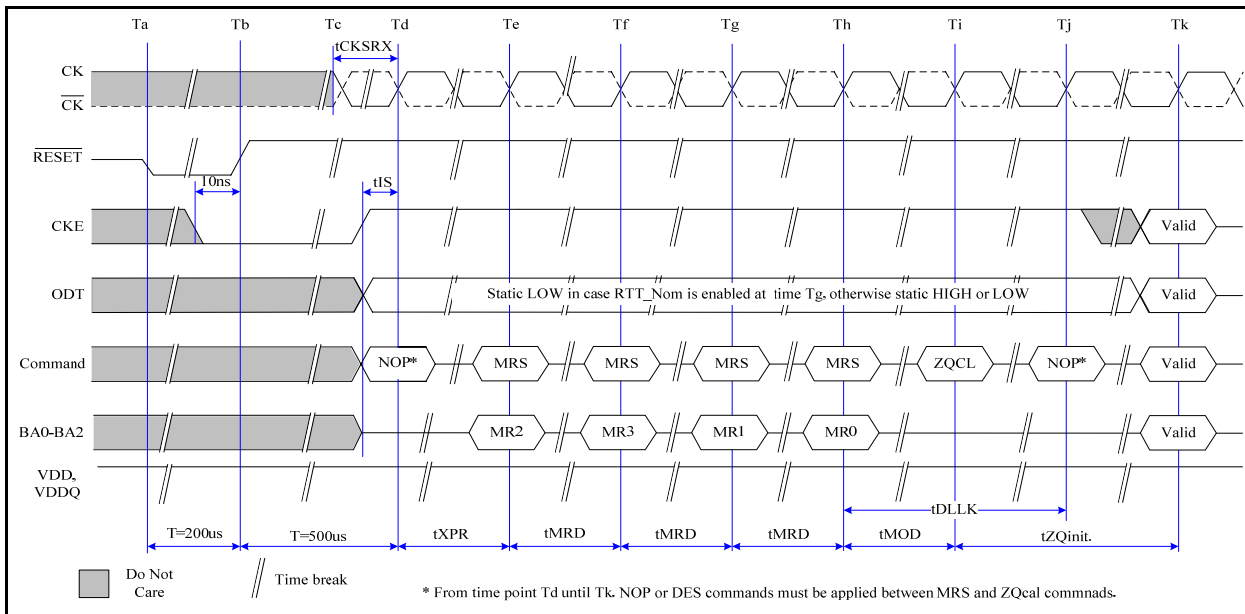 Ta Tb Tc Td Te Tf Tg Th Ti Tj Tk
tCKSRX
CK
CK
RESET
10ns tIS
CKE Valid
ODT Static LOW in case RTT_Nom is enabled at time Tg, otherwise static HIGH or LOW Valid
Command NOP* MRS MRS MRS MRS ZQCL NOP* Valid
BA0-BA2 MR2 MR3 MR1 MR0 Valid
VDD,
VDDQ
tDLLK
T=200us T=500us tXPR tMRD tMRD tMRD tMOD tZQinit.
Do Not
Care
Time break
* From time point Td until Tk. NOP or DES commands must be applied between MRS and ZQcal commnads.